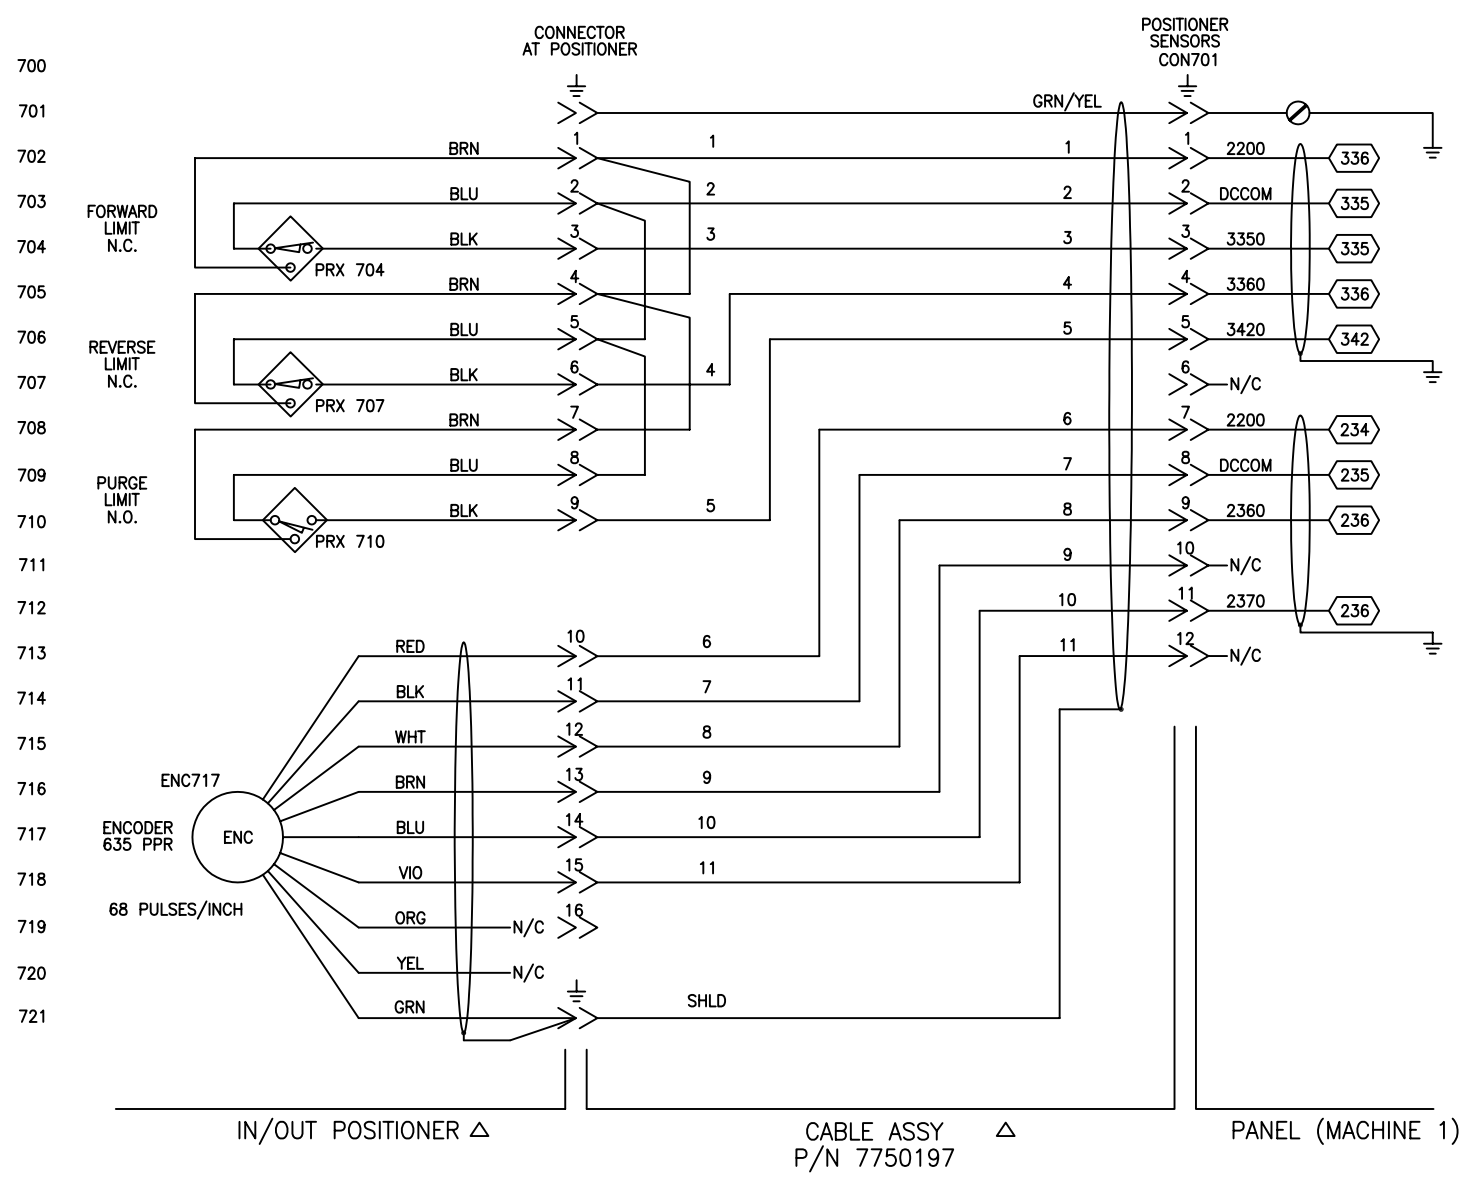 CONNECTOR
AT POSITIONER
POSITIONER
SENSORS
CON701
700
701 GRN/YEL
702 BRN 1 1 1 1 2200 336
703 BLU 2 2 2 2 DCCOM 335
FORWARD
LIMIT
N.C.
704 BLK 3 3 3 3 3350 335
PRX 704
705 BRN 4 4 4 3360 336
706 BLU 5 5 5 3420 342
REVERSE
LIMIT
N.C.
707 BLK 6 4 6 N/C
PRX 707
708 BRN 7 6 7 2200 234
709 BLU 8 7 8 DCCOM 235
PURGE
LIMIT
N.O.
710 BLK 9 5 8 9 2360 236
PRX 710
711 9 10 N/C
712 10 11 2370 236
713 RED 10 6 11 12 N/C
714 BLK 11 7
715 WHT 12 8
716 BRN 13 9
ENC717
717 BLU 14 10
ENCODER
635 PPR
ENC
718 VIO 15 11
68 PULSES/INCH
719 ORG N/C 16
720 YEL N/C
721 GRN SHLD
IN/OUT POSITIONER
CABLE ASSY
P/N 7750197
PANEL (MACHINE 1)